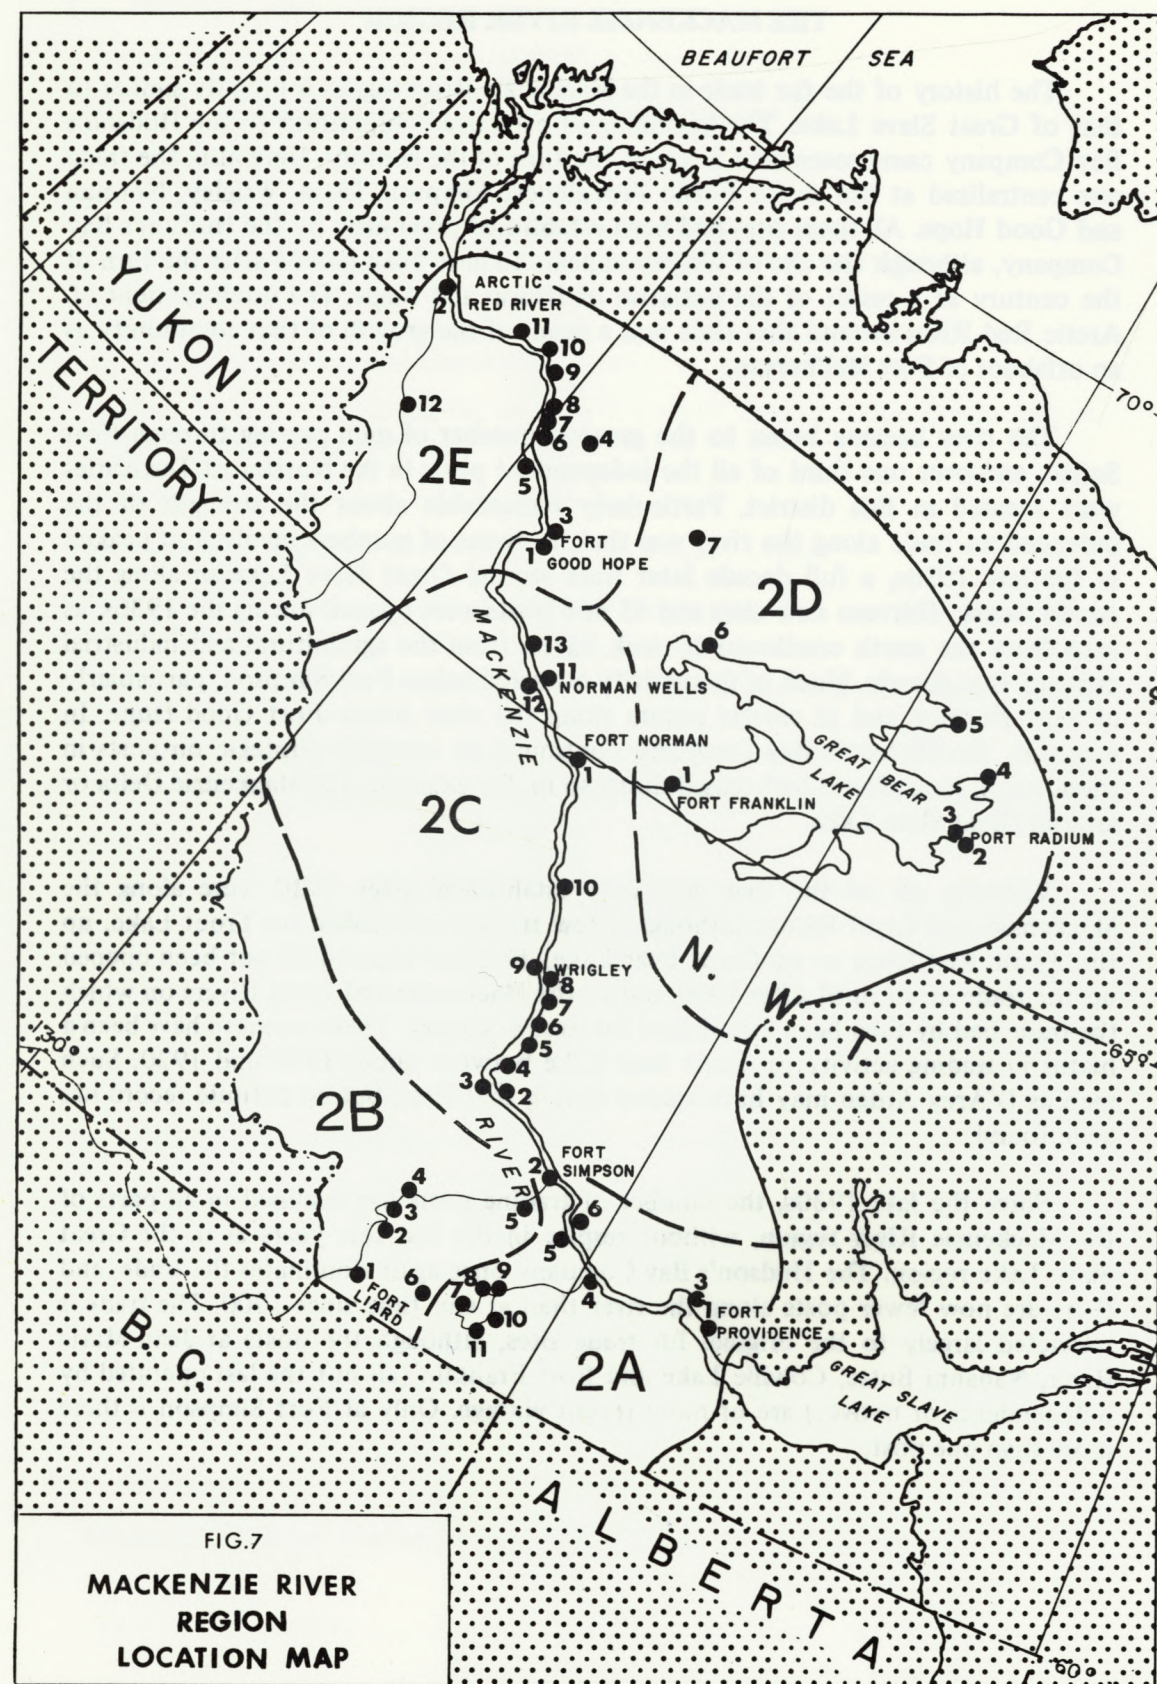 BEAUFORT SEA
YUKON
TERRITORY
ARCTIC
RED RIVER
2
11
10
9
8
7
6
4
5
12
2E
70°
3
FORT
1
GOOD HOPE
7
2D
6
MACKENZIE
13
11
NORMAN WELLS
12
FORT NORMAN
1
5
GREAT BEAR
LAKE
4
1
FORT FRANKLIN
3
PORT RADIUM
2
2C
10
N. W. T.
9
WRIGLEY
8
7
6
5
4
3
2
65°
130°
2B
RIVER
FORT
SIMPSON
2
4
3
2
5
6
5
1
FORT
LIARD
6
7
8
9
10
11
4
3
FORT
1
PROVIDENCE
B. C.
2A
GREAT SLAVE
LAKE
ALBERTA
60°
FIG.7
MACKENZIE RIVER
REGION
LOCATION MAP